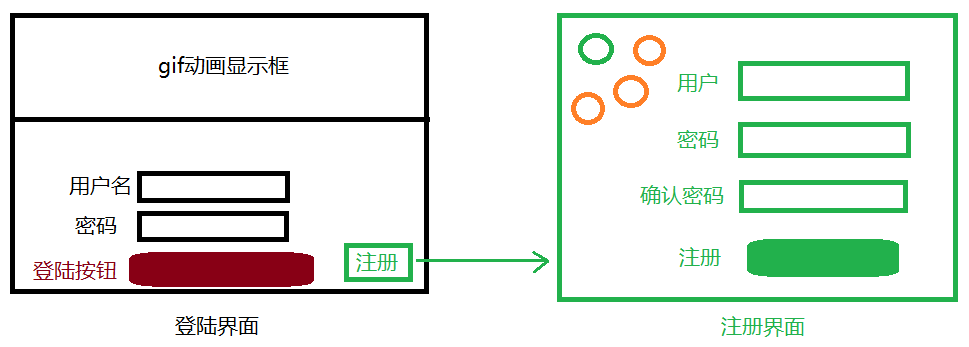 gif动画显示框
用户名
密码
登陆按钮
注册
登陆界面
用户
密码
确认密码
注册
注册界面